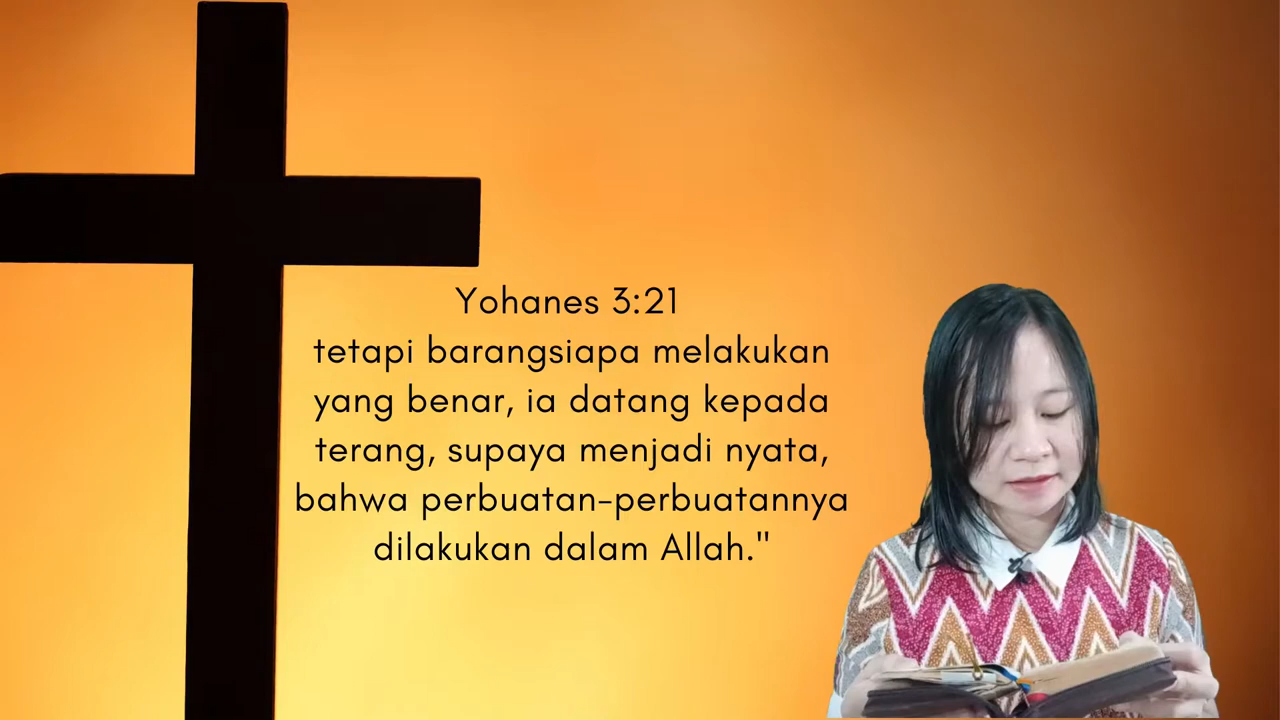 Yohanes 3:21
tetapi barangsiapa melakukan
yang benar, ia datang kepada
terang, supaya menjadi nyata,
bahwa perbuatan-perbuatannya
dilakukan dalam Allah."